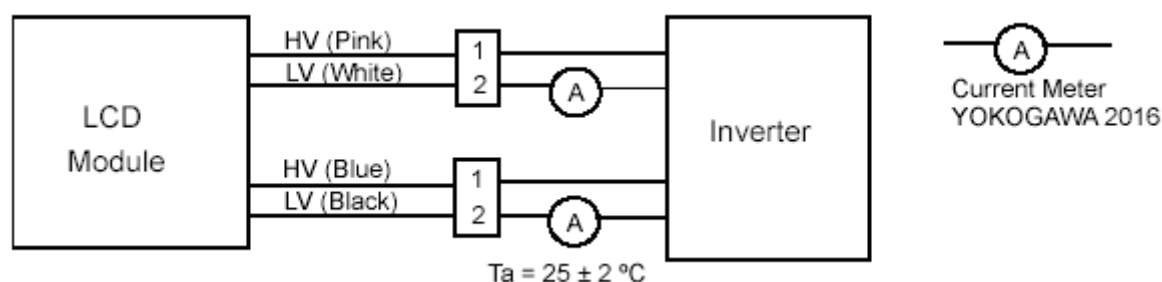 HV (Pink)
LV (White)
1
2
A
A
Current Meter
YOKOGAWA 2016
LCD
Module
Inverter
HV (Blue)
LV (Black)
1
2
A
Ta = 25 ± 2 ºC